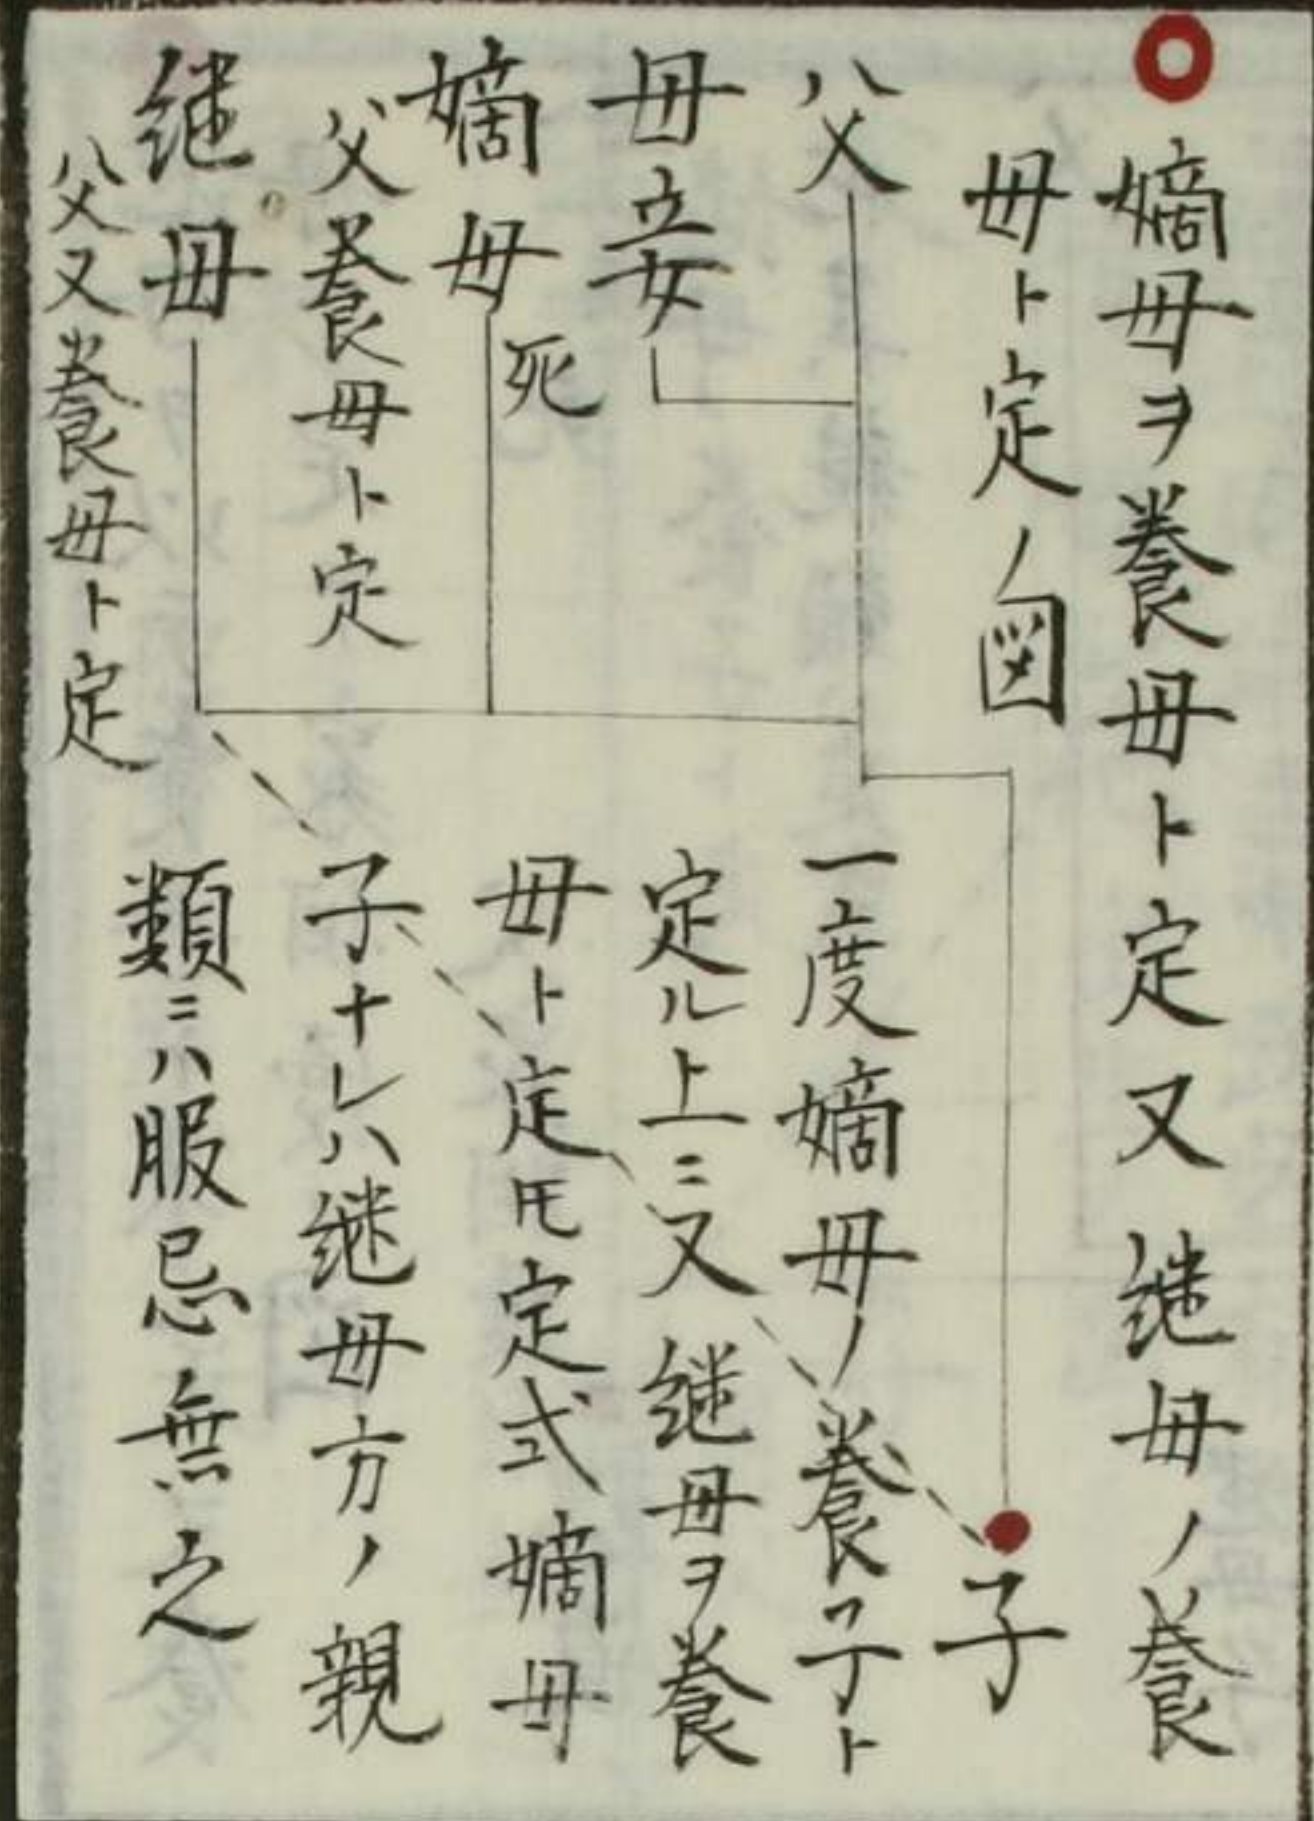 嫡母ヲ養母ト定又継母ノ養
母ト定ノ図
父
母妾
嫡母死
父養母ト定
継母
父又養母ト定
子
一度嫡母ノ養子ト
定ル上ニ又継母ヲ養
母ト定𪜈定式嫡母
子ナレハ継母方ノ親
類ニハ服忌無之